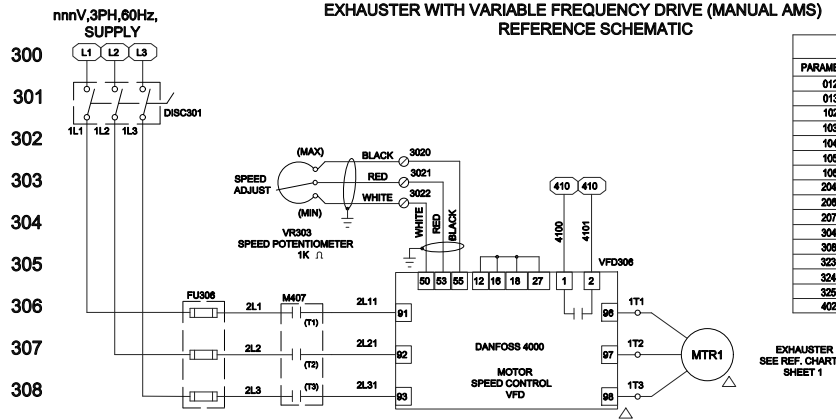 EXHAUSTER WITH VARIABLE FREQUENCY DRIVE (MANUAL AMS)
REFERENCE SCHEMATIC
nnnV,3PH,60Hz,
SUPPLY
300
L1 L2 L3
301
DISC301
1L1 1L2 1L3
302
(MAX)
BLACK 3020
303
SPEED
ADJUST
RED 3021
WHITE 3022
(MIN)
410 410
304
VR303
SPEED POTENTIOMETER
1K Ω
WHITE RED BLACK
4100 4101
305
VFD306
50 53 55 12 16 18 27 1 2
306
FU306
M407
2L1 (T1) 2L11 91
96 1T1
307
2L2 (T2) 2L21 92
DANFOSS 4000
97 1T2
MTR1
MOTOR
SPEED CONTROL
VFD
308
2L3 (T3) 2L31 93
98 1T3
EXHAUSTER
SEE REF. CHART
SHEET 1
PARAME
012
013
102
103
104
105
106
204
206
207
304
308
323
324
325
402